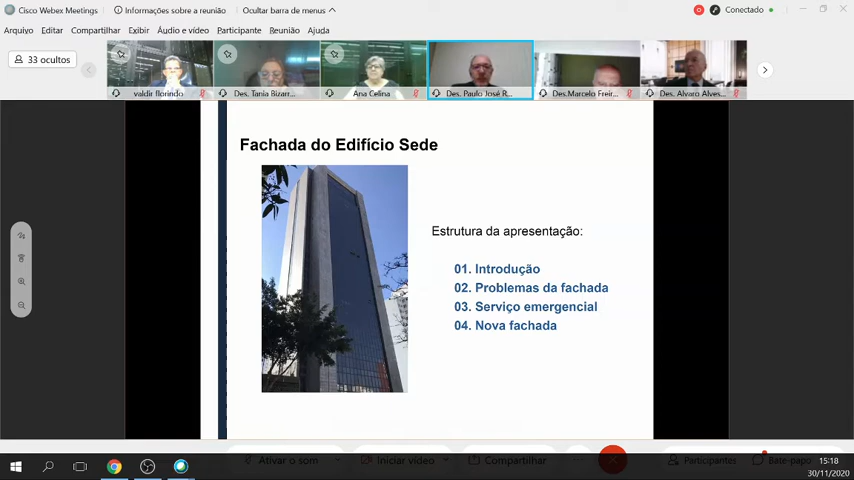 Cisco Webex Meetings
Informações sobre a reunião
Ocultar barra de menus
Conectado
Arquivo Editar Compartilhar Exibir Áudio e vídeo Participante Reunião Ajuda
33 ocultos
valdir florindo
Des. Tania Bizarr...
Ana Celina
Des. Paulo José R...
Des.Marcelo Freir...
Des. Alvaro Alves...
Fachada do Edifício Sede
Estrutura da apresentação:
01. Introdução
02. Problemas da fachada
03. Serviço emergencial
04. Nova fachada
Ativar o som
Iniciar vídeo
Compartilhar
Participantes
Bate-papo
15:18
30/11/2020